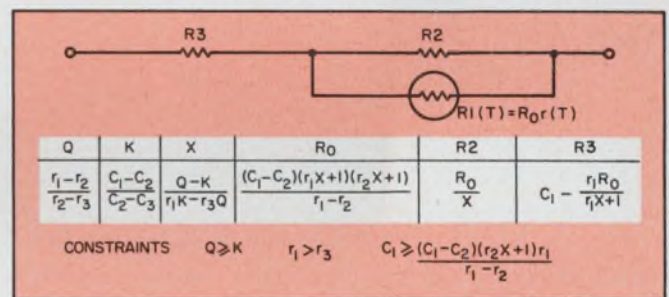 R3 R2
R1(T)=R₀r(T)
Q K X R₀ R2 R3
r₁−r₂/r₂−r₃ C₁−C₂/C₂−C₃ Q−K/r₁K−r₃Q (C₁−C₂)(r₁X+1)(r₂X+1)/r₁−r₂ R₀/X C₁ − r₁R₀/r₁X+1
CONSTRAINTS Q≥K r₁>r₃ C₁≥(C₁−C₂)(r₂X+1)r₁/r₁−r₂